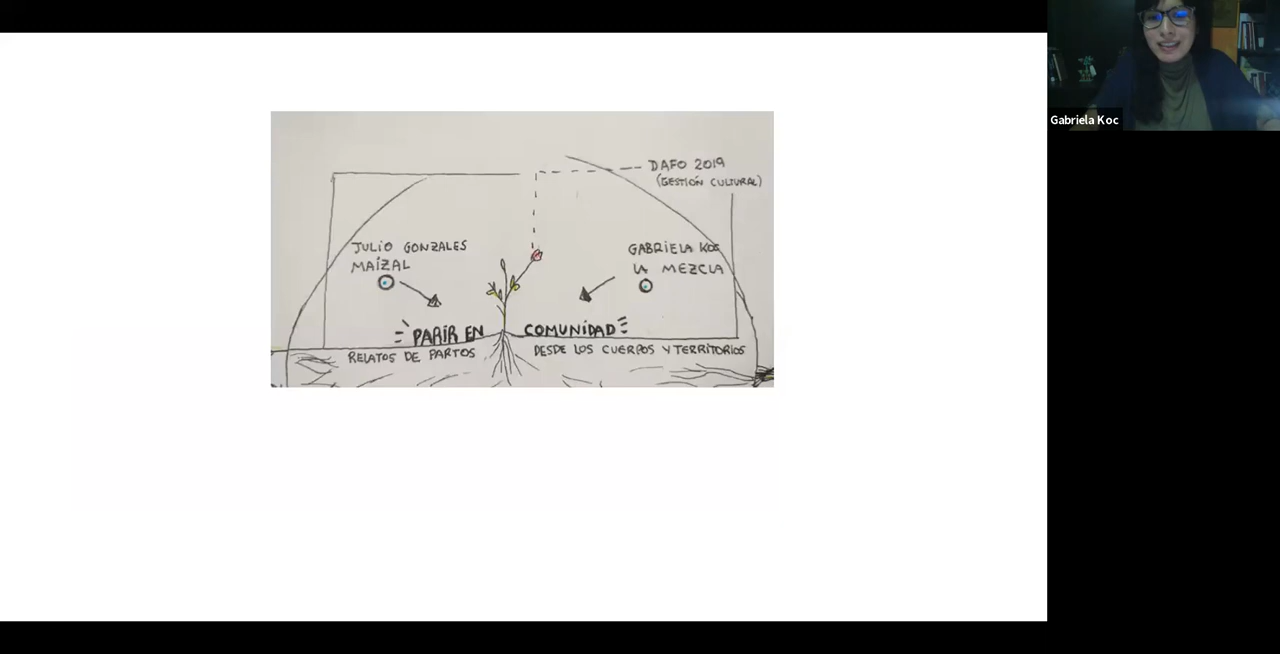 Gabriela Koc
DAFO 2019
(GESTIÓN CULTURAL)
JULIO GONZALES
MAÍZAL
GABRIELA KOC
LA MEZCLA
PARIR EN COMUNIDAD
RELATOS DE PARTOS DESDE LOS CUERPOS Y TERRITORIOS